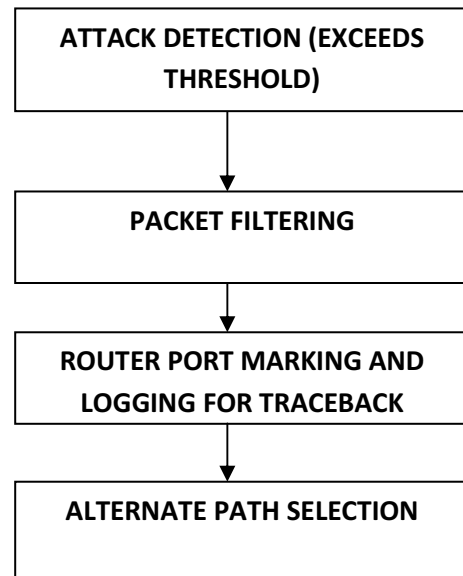 ATTACK DETECTION (EXCEEDS
THRESHOLD)
PACKET FILTERING
ROUTER PORT MARKING AND
LOGGING FOR TRACEBACK
ALTERNATE PATH SELECTION